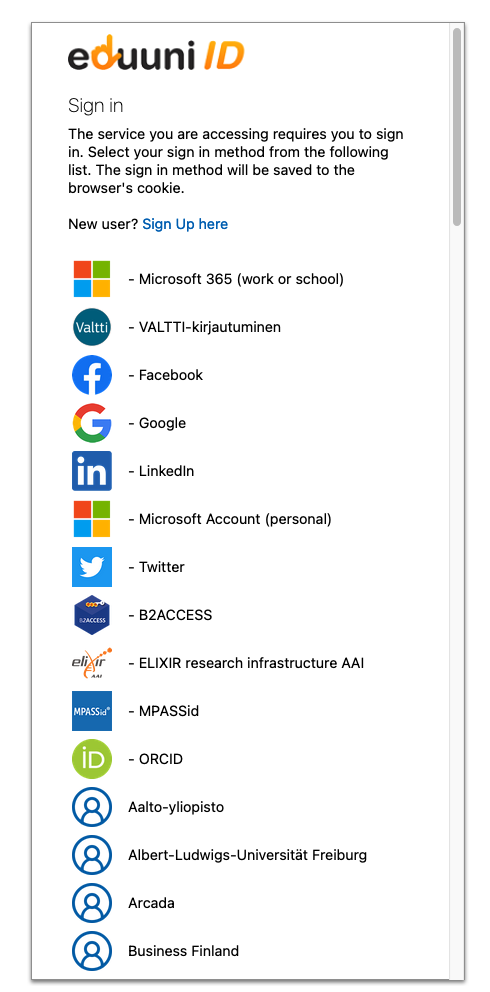 eduuni ID
Sign in
The service you are accessing requires you to sign
in. Select your sign in method from the following
list. The sign in method will be saved to the
browser's cookie.
New user? Sign Up here
- Microsoft 365 (work or school)
Valtti - VALTTI-kirjautuminen
- Facebook
- Google
in - LinkedIn
- Microsoft Account (personal)
- Twitter
B2ACCESS - B2ACCESS
elixir AAI - ELIXIR research infrastructure AAI
MPASSid® - MPASSid
iD - ORCID
Aalto-yliopisto
Albert-Ludwigs-Universität Freiburg
Arcada
Business Finland